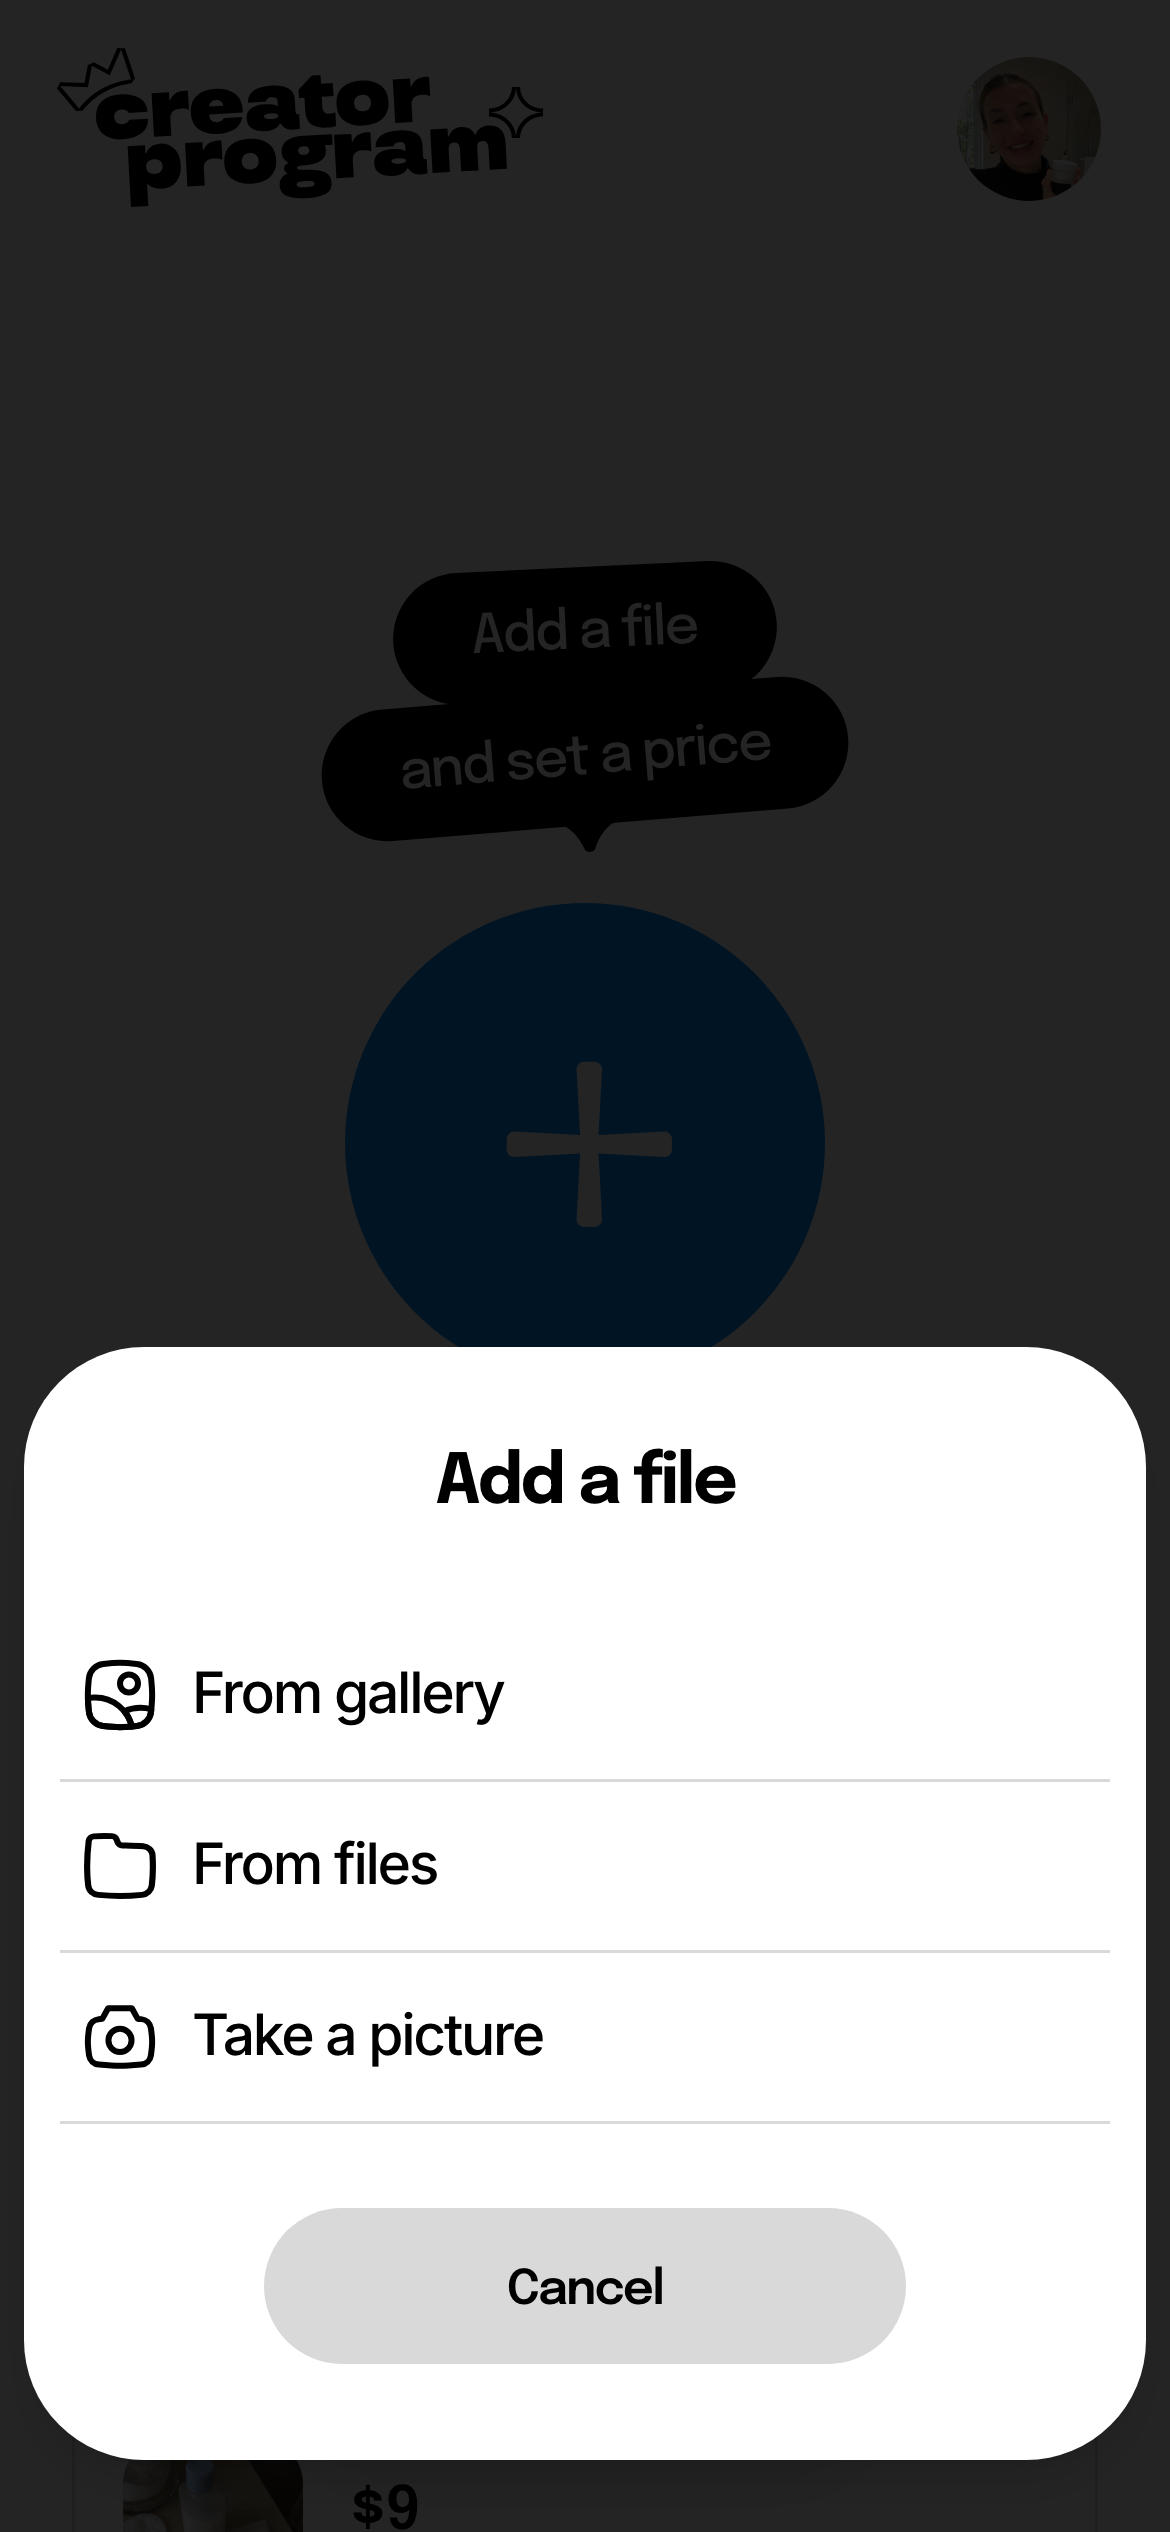 creator
program
Add a file
and set a price
Add a file
From gallery
From files
Take a picture
Cancel
$9